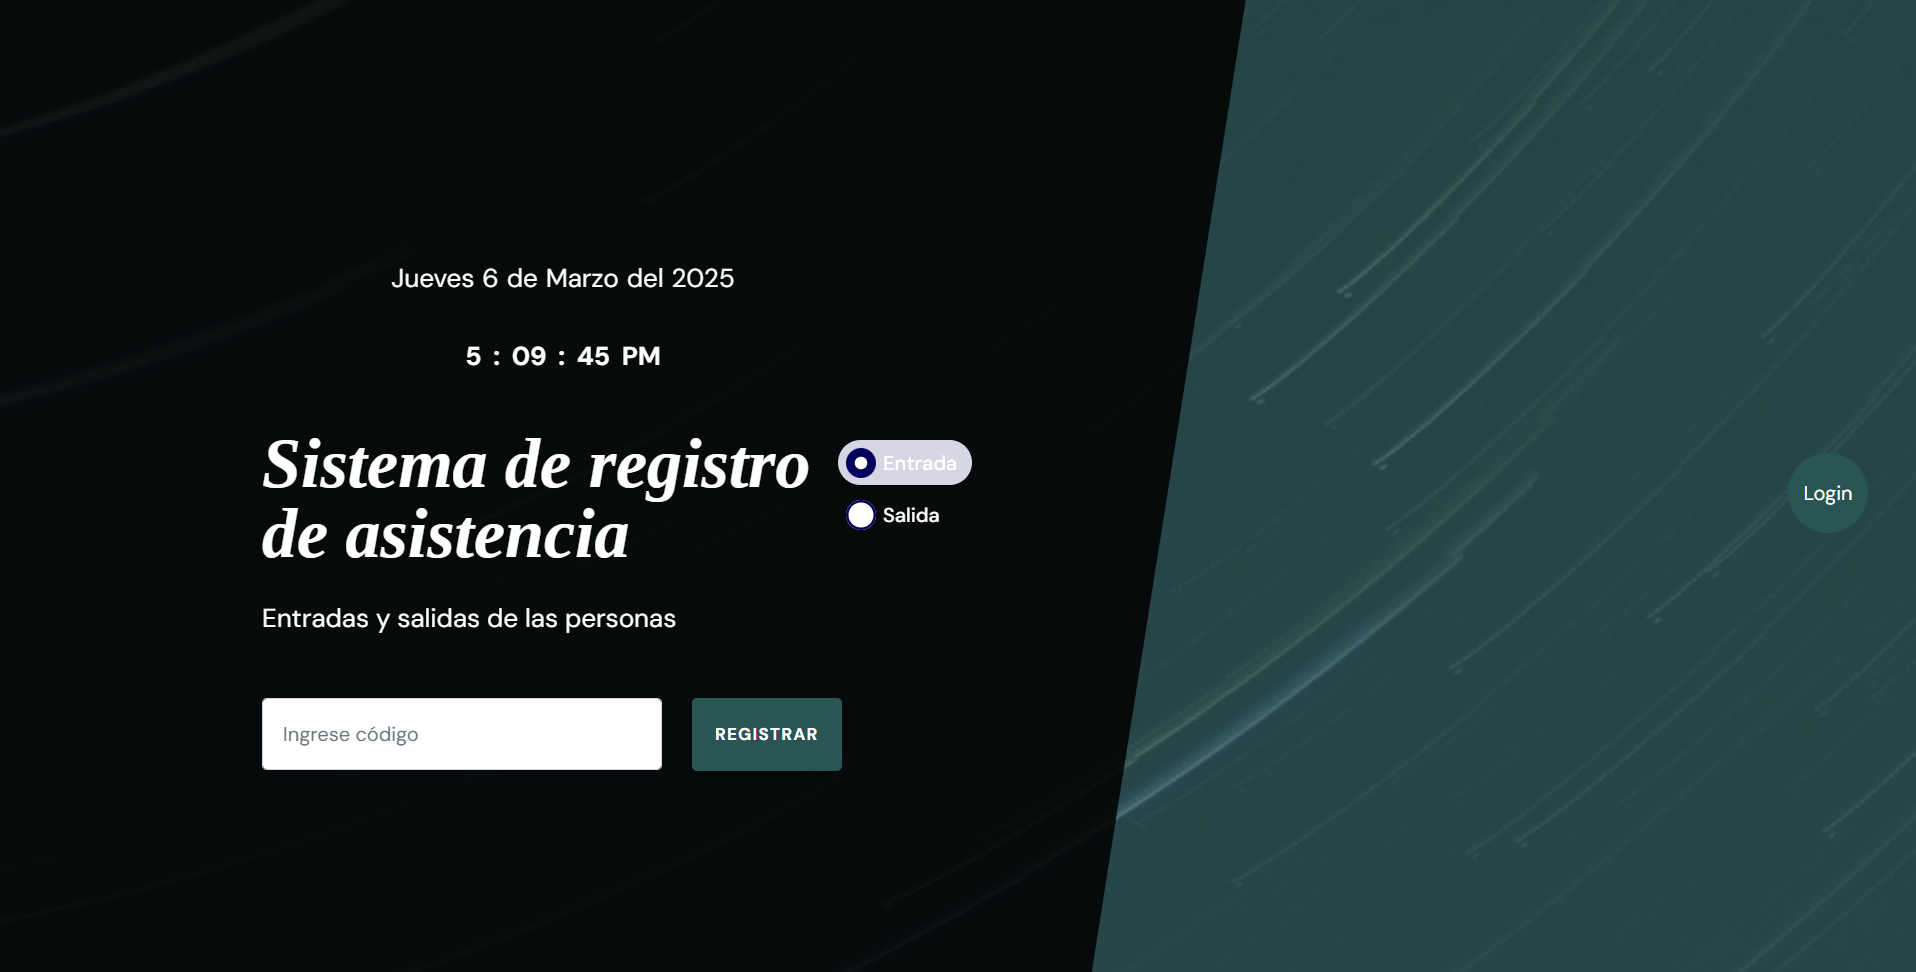 Jueves 6 de Marzo del 2025
5 : 09 : 45 PM
Sistema de registro
de asistencia
Entrada
Salida
Entradas y salidas de las personas
Ingrese código
REGISTRAR
Login